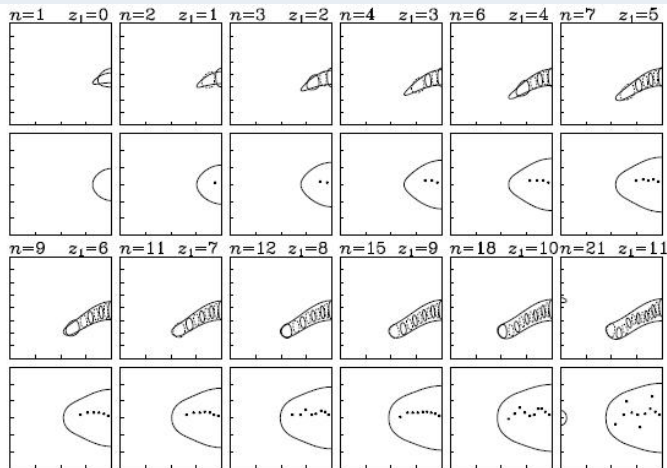 n=1 z₁=0 n=2 z₁=1 n=3 z₁=2 n=4 z₁=3 n=6 z₁=4 n=7 z₁=5
n=9 z₁=6 n=11 z₁=7 n=12 z₁=8 n=15 z₁=9 n=18 z₁=10 n=21 z₁=11